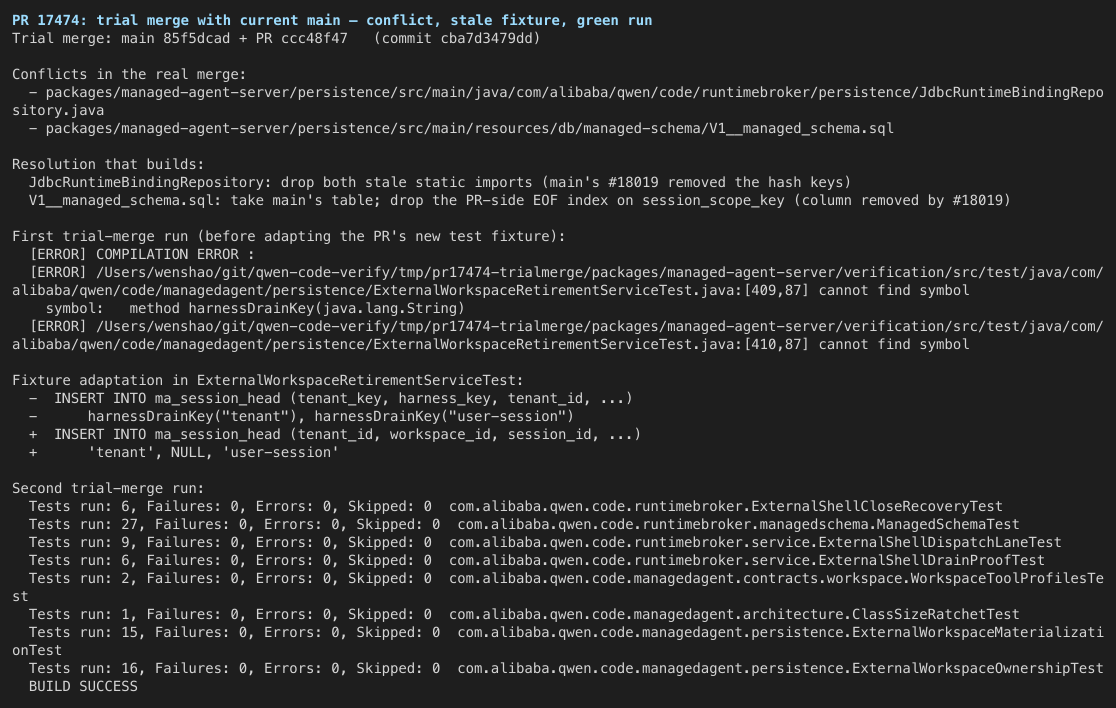 PR 17474: trial merge with current main — conflict, stale fixture, green run
Trial merge: main 85f5dcad + PR ccc48f47   (commit cba7d3479dd)
Conflicts in the real merge:
  – packages/managed-agent-server/persistence/src/main/java/com/alibaba/qwen/code/runtimebroker/persistence/JdbcRuntimeBindingRepo
sitory.java
  – packages/managed-agent-server/persistence/src/main/resources/db/managed-schema/V1__managed_schema.sql
Resolution that builds:
  JdbcRuntimeBindingRepository: drop both stale static imports (main's #18019 removed the hash keys)
  V1__managed_schema.sql: take main's table; drop the PR-side EOF index on session_scope_key (column removed by #18019)
First trial-merge run (before adapting the PR's new test fixture):
  [ERROR] COMPILATION ERROR :
  [ERROR] /Users/wenshao/git/qwen-code-verify/tmp/pr17474-trialmerge/packages/managed-agent-server/verification/src/test/java/com/
alibaba/qwen/code/managedagent/persistence/ExternalWorkspaceRetirementServiceTest.java:[409,87] cannot find symbol
    symbol:   method harnessDrainKey(java.lang.String)
  [ERROR] /Users/wenshao/git/qwen-code-verify/tmp/pr17474-trialmerge/packages/managed-agent-server/verification/src/test/java/com/
alibaba/qwen/code/managedagent/persistence/ExternalWorkspaceRetirementServiceTest.java:[410,87] cannot find symbol
Fixture adaptation in ExternalWorkspaceRetirementServiceTest:
  –  INSERT INTO ma_session_head (tenant_key, harness_key, tenant_id, ...)
  –      harnessDrainKey("tenant"), harnessDrainKey("user-session")
  +  INSERT INTO ma_session_head (tenant_id, workspace_id, session_id, ...)
  +      'tenant', NULL, 'user-session'
Second trial-merge run:
  Tests run: 6, Failures: 0, Errors: 0, Skipped: 0  com.alibaba.qwen.code.runtimebroker.ExternalShellCloseRecoveryTest
  Tests run: 27, Failures: 0, Errors: 0, Skipped: 0  com.alibaba.qwen.code.runtimebroker.managedschema.ManagedSchemaTest
  Tests run: 9, Failures: 0, Errors: 0, Skipped: 0  com.alibaba.qwen.code.runtimebroker.service.ExternalShellDispatchLaneTest
  Tests run: 6, Failures: 0, Errors: 0, Skipped: 0  com.alibaba.qwen.code.runtimebroker.service.ExternalShellDrainProofTest
  Tests run: 2, Failures: 0, Errors: 0, Skipped: 0  com.alibaba.qwen.code.managedagent.contracts.workspace.WorkspaceToolProfilesTe
st
  Tests run: 1, Failures: 0, Errors: 0, Skipped: 0  com.alibaba.qwen.code.managedagent.architecture.ClassSizeRatchetTest
  Tests run: 15, Failures: 0, Errors: 0, Skipped: 0  com.alibaba.qwen.code.managedagent.persistence.ExternalWorkspaceMaterializati
onTest
  Tests run: 16, Failures: 0, Errors: 0, Skipped: 0  com.alibaba.qwen.code.managedagent.persistence.ExternalWorkspaceOwnershipTest
  BUILD SUCCESS